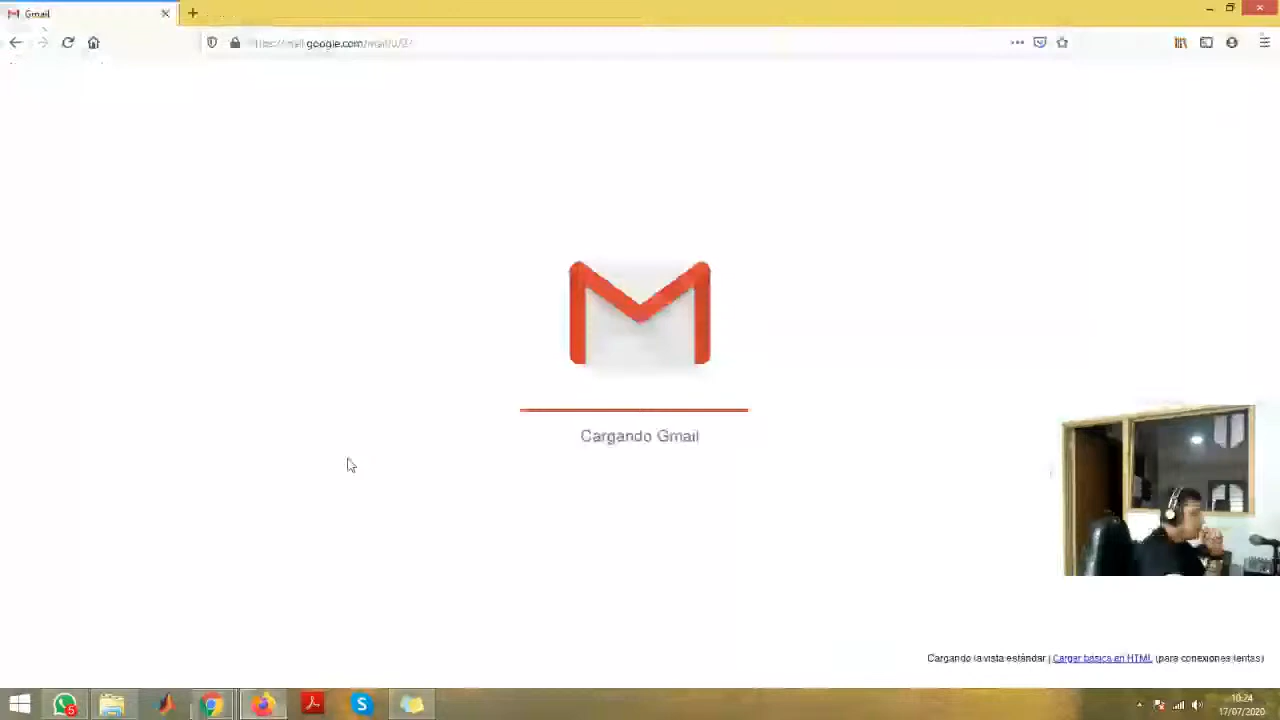 Gmail
google.com
Cargando Gmail
Cargando la vista estándar | Cargar básica en HTML (para conexiones lentas)
5
10:24
17/07/2020